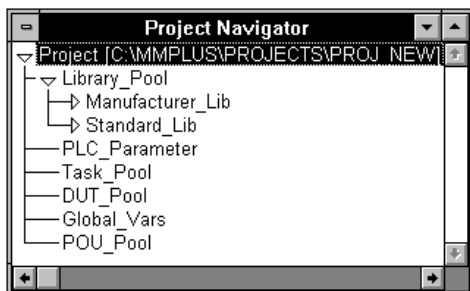 Project Navigator
Project [C:\MMPLUS\PROJECTS\PROJ_NEW]
Library_Pool
Manufacturer_Lib
Standard_Lib
PLC_Parameter
Task_Pool
DUT_Pool
Global_Vars
POU_Pool